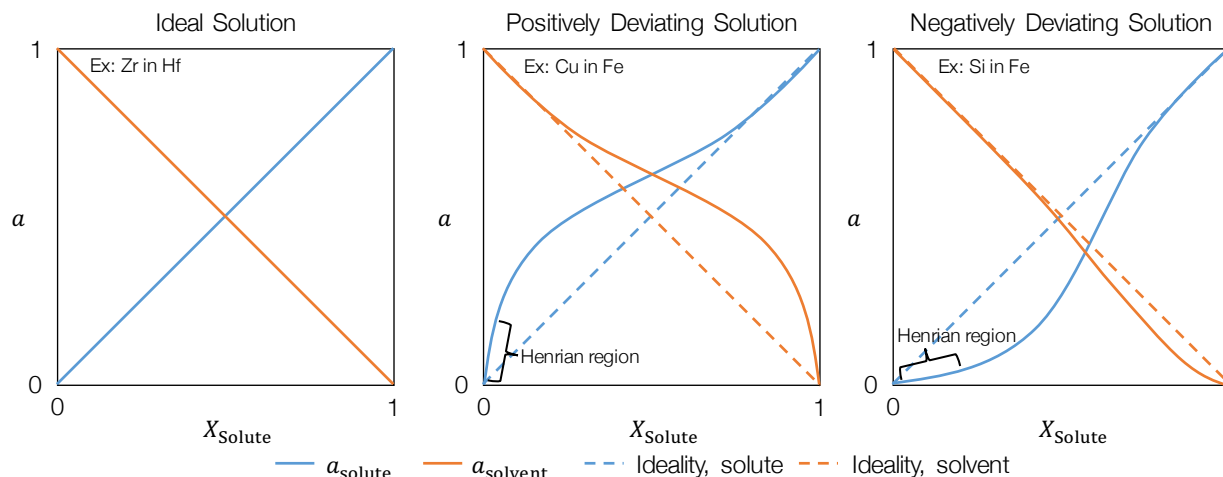 Ideal Solution
Positively Deviating Solution
Negatively Deviating Solution
1
Ex: Zr in Hf
a
0
0
1
X_Solute
1
Ex: Cu in Fe
a
Henrian region
0
0
1
X_Solute
1
Ex: Si in Fe
a
Henrian region
0
0
X_Solute
a_solute
a_solvent
Ideality, solute
Ideality, solvent